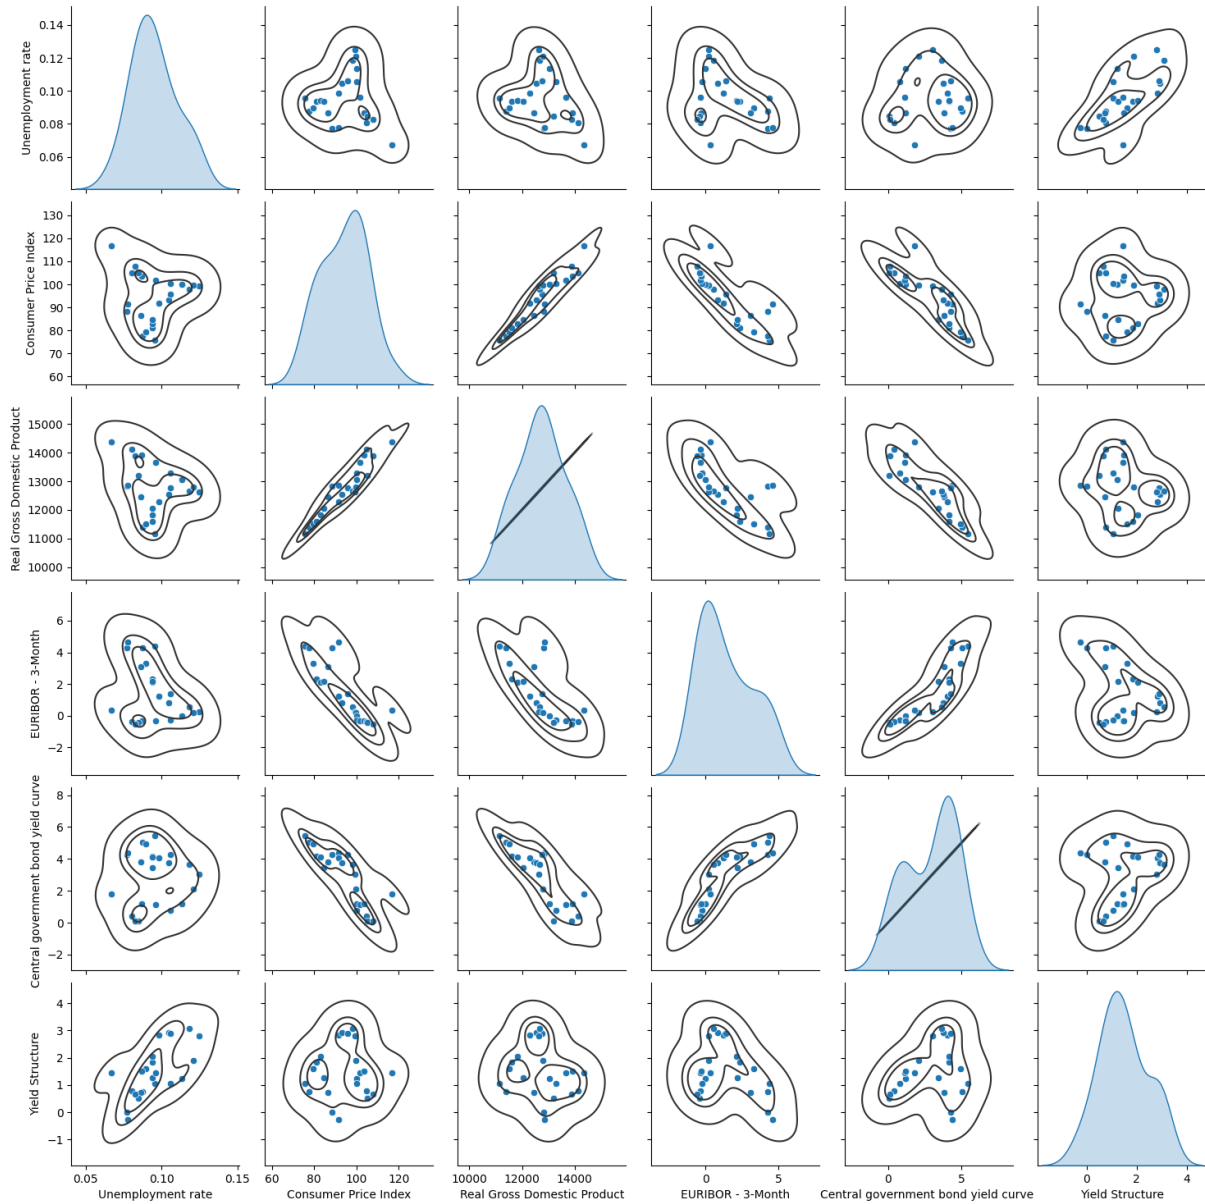 Unemployment rate
0.14
0.12
0.10
0.08
0.06
Consumer Price Index
130
120
110
100
90
80
70
60
Real Gross Domestic Product
15000
14000
13000
12000
11000
10000
EURIBOR - 3-Month
6
4
2
0
−2
Central government bond yield curve
8
6
4
2
0
−2
Yield Structure
4
3
2
1
0
−1
0.05 0.10 0.15
60 80 100 120
10000 12000 14000
0 5
0 5
0 2 4
Unemployment rate
Consumer Price Index
Real Gross Domestic Product
EURIBOR - 3-Month
Central government bond yield curve
Yield Structure